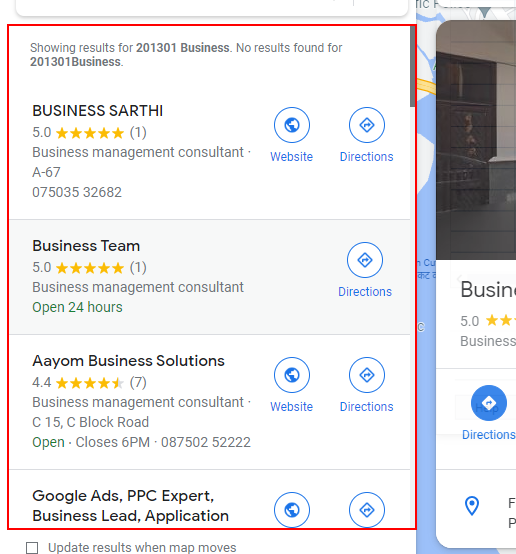 Showing results for 201301 Business. No results found for
201301Business.
BUSINESS SARTHI
5.0 (1)
Business management consultant ·
A-67
075035 32682
Website
Directions
Business Team
5.0 (1)
Business management consultant
Open 24 hours
Directions
Aayom Business Solutions
4.4 (7)
Business management consultant ·
C 15, C Block Road
Open · Closes 6PM · 087502 52222
Website
Directions
Google Ads, PPC Expert,
Business Lead, Application
Update results when map moves
Busin
5.0
Business
Directions
F
P